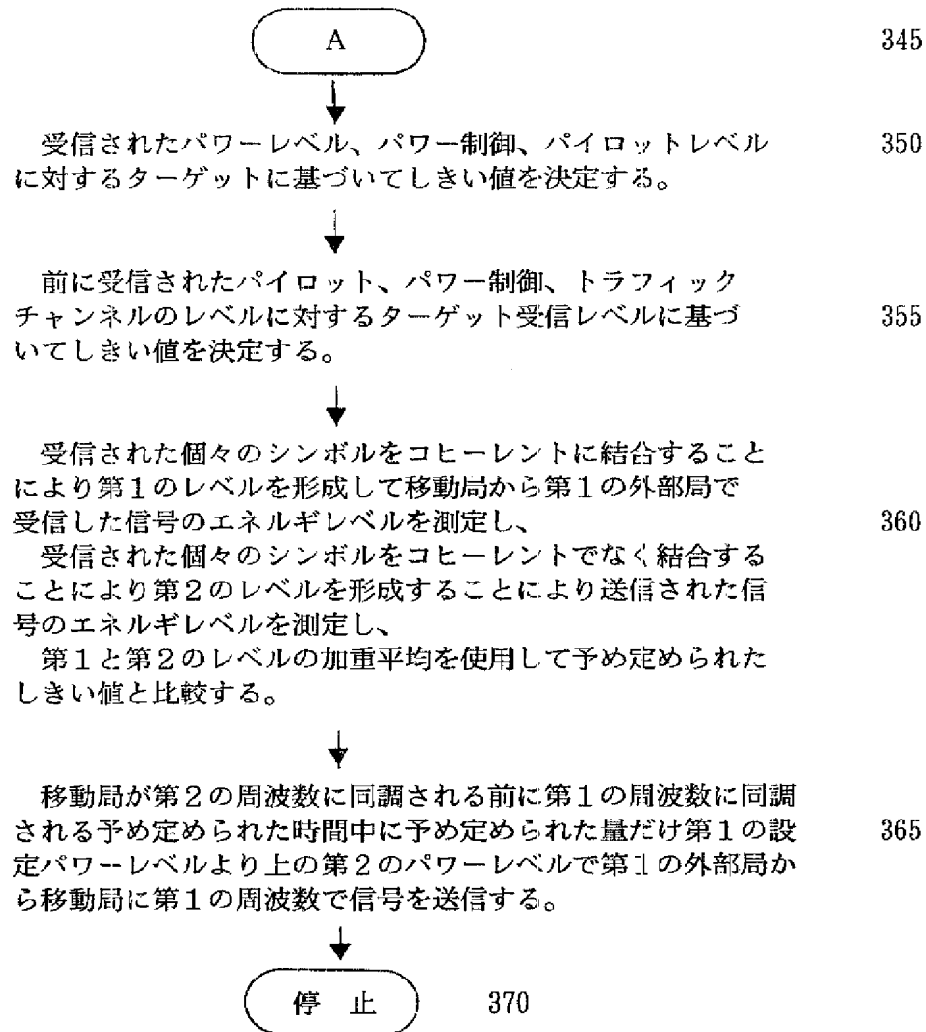 A 345
受信されたパワーレベル、パワー制御、パイロットレベル 350
に対するターゲットに基づいてしきい値を決定する。
前に受信されたパイロット、パワー制御、トラフィック
チャンネルのレベルに対するターゲット受信レベルに基づ 355
いてしきい値を決定する。
受信された個々のシンボルをコヒーレントに結合すること
により第1のレベルを形成して移動局から第1の外部局で
受信した信号のエネルギレベルを測定し、 360
受信された個々のシンボルをコヒーレントでなく結合する
ことにより第2のレベルを形成することにより送信された信
号のエネルギレベルを測定し、
第1と第2のレベルの加重平均を使用して予め定められた
しきい値と比較する。
移動局が第2の周波数に同調される前に第1の周波数に同調
される予め定められた時間中に予め定められた量だけ第1の設 365
定パワーレベルより上の第2のパワーレベルで第1の外部局か
ら移動局に第1の周波数で信号を送信する。
停 止 370